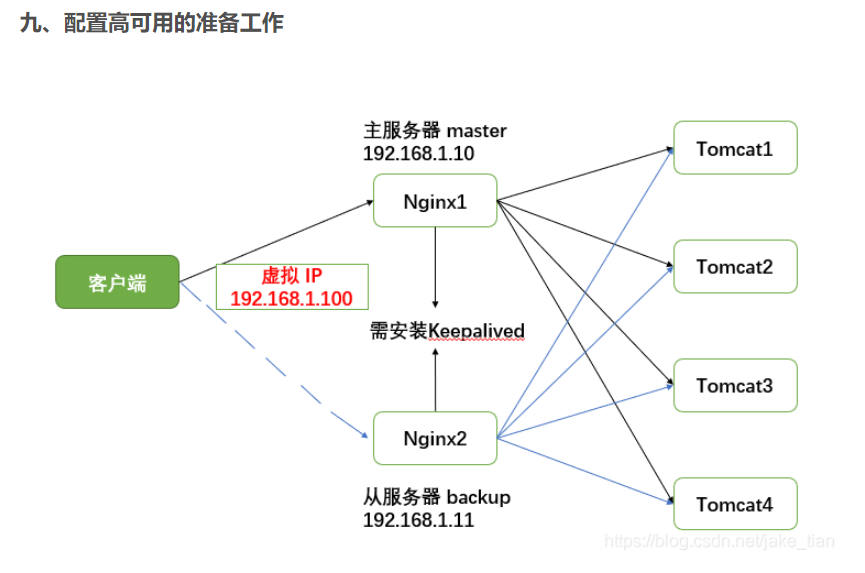 九、配置高可用的准备工作
主服务器 master
192.168.1.10
Nginx1
Tomcat1
Tomcat2
客户端
虚拟 IP
192.168.1.100
需安装Keepalived
Tomcat3
Nginx2
从服务器 backup
192.168.1.11
Tomcat4
https://blog.csdn.net/jake_tian